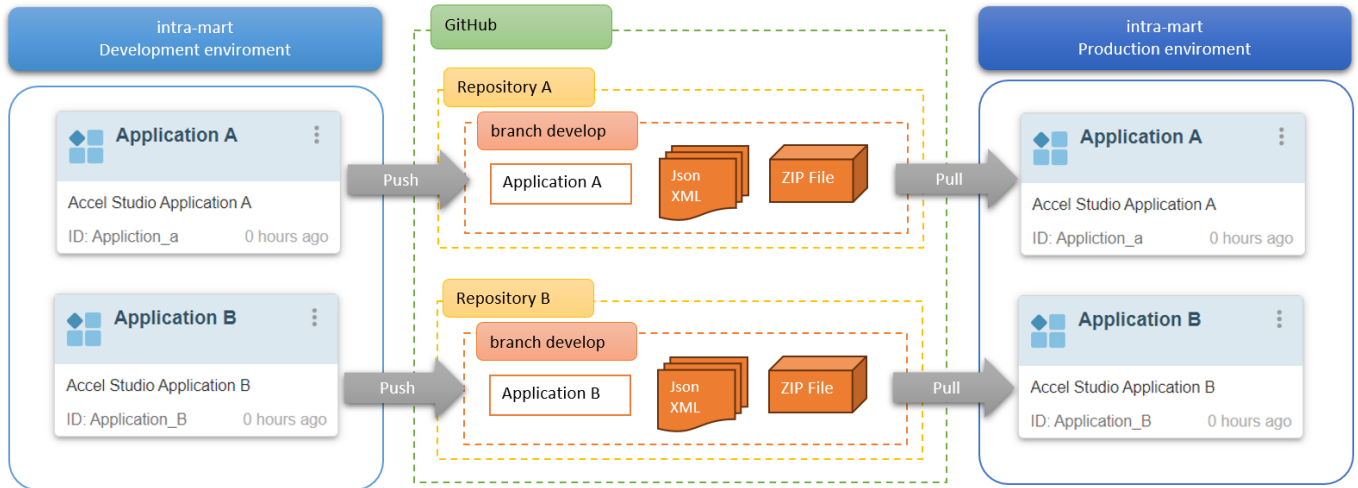 intra-mart
Development enviroment
Application A
Accel Studio Application A
ID: Appliction_a
0 hours ago
Application B
Accel Studio Application B
ID: Application_B
0 hours ago
Push
Push
GitHub
Repository A
branch develop
Application A
Json
XML
ZIP File
Repository B
branch develop
Application B
Json
XML
ZIP File
Pull
Pull
intra-mart
Production enviroment
Application A
Accel Studio Application A
ID: Appliction_a
0 hours ago
Application B
Accel Studio Application B
ID: Application_B
0 hours ago